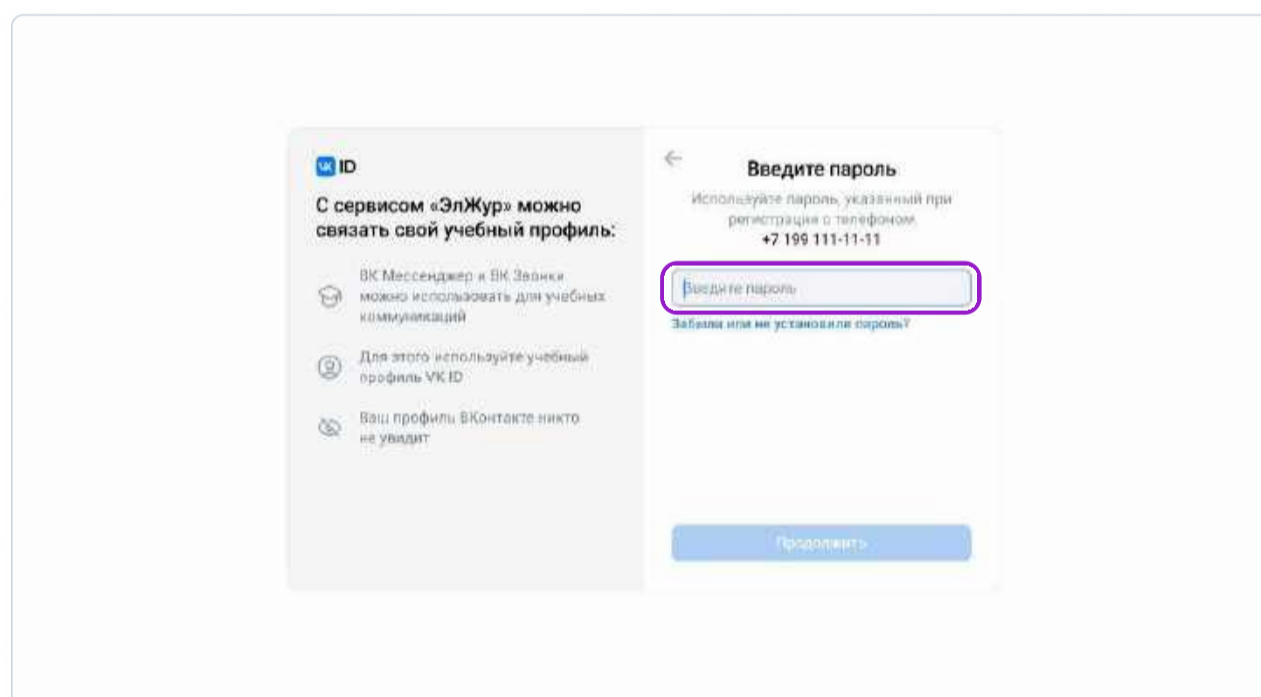 VK ID
С сервисом «ЭлЖур» можно
связать свой учебный профиль:
ВК Мессенджер и ВК Звонки
можно использовать для учебных
коммуникаций
Для этого используйте учебный
профиль VK ID
Ваш профиль ВКонтакте никто
не увидит
Введите пароль
Используйте пароль, указанный при
регистрации с телефоном
+7 199 111-11-11
Введите пароль
Забыли или не установили пароль?
Продолжить